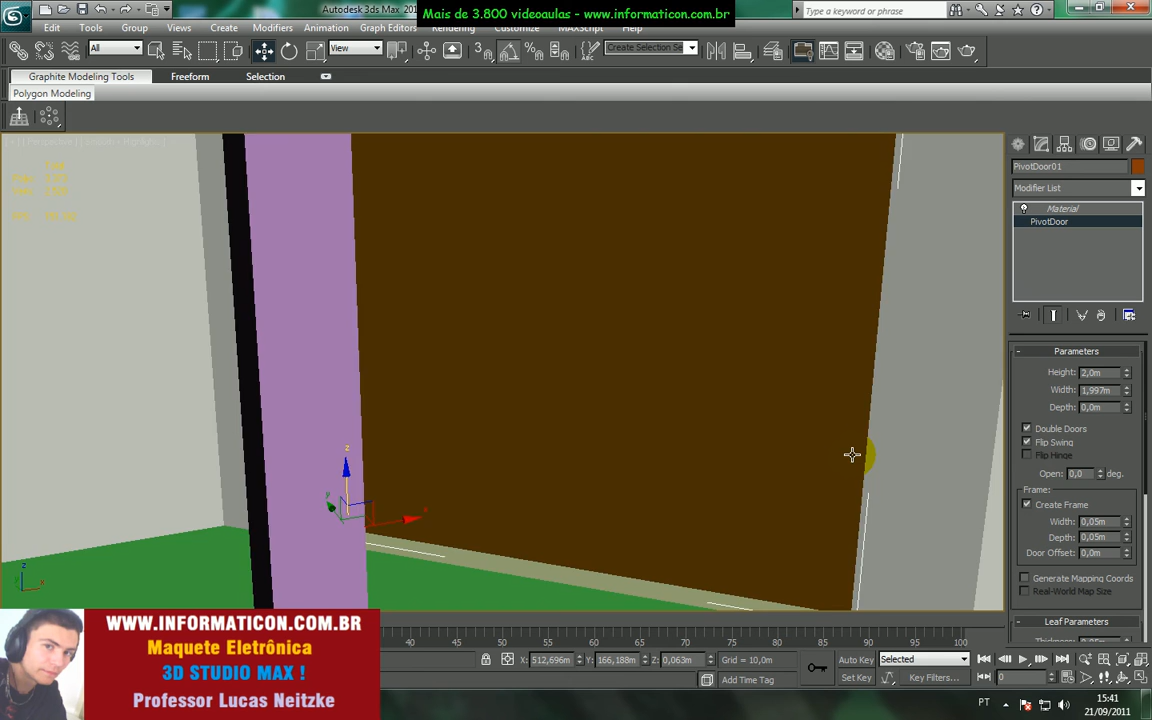 Autodesk 3ds Max 201
Mais de 3.800 videoaulas - www.informaticon.com.br
Type a keyword or phrase
Edit Tools Group Views Create Modifiers Animation Graph Editors Rendering Customize MAXScript Help
All View Create Selection Se
Graphite Modeling Tools Freeform Selection
Polygon Modeling
PivotDoor01
Modifier List
Material
PivotDoor
Parameters
Height: 2,0m
Width: 1,997m
Depth: 0,0m
Double Doors
Flip Swing
Flip Hinge
Open: 0,0 deg.
Frame:
Create Frame
Width: 0,05m
Depth: 0,05m
Door Offset: 0,0m
Generate Mapping Coords
Real-World Map Size
Leaf Parameters
z
x
y
z
x
WWW.INFORMATICON.COM.BR
Maquete Eletrônica
3D STUDIO MAX !
Professor Lucas Neitzke
40 45 50 55 60 65 70 75 80 85 90 95 100
X: 512,696m Y: 166,188m Z: 0,063m Grid = 10,0m
Add Time Tag
Auto Key Selected
Set Key Key Filters... 0
PT 15:41
21/09/2011